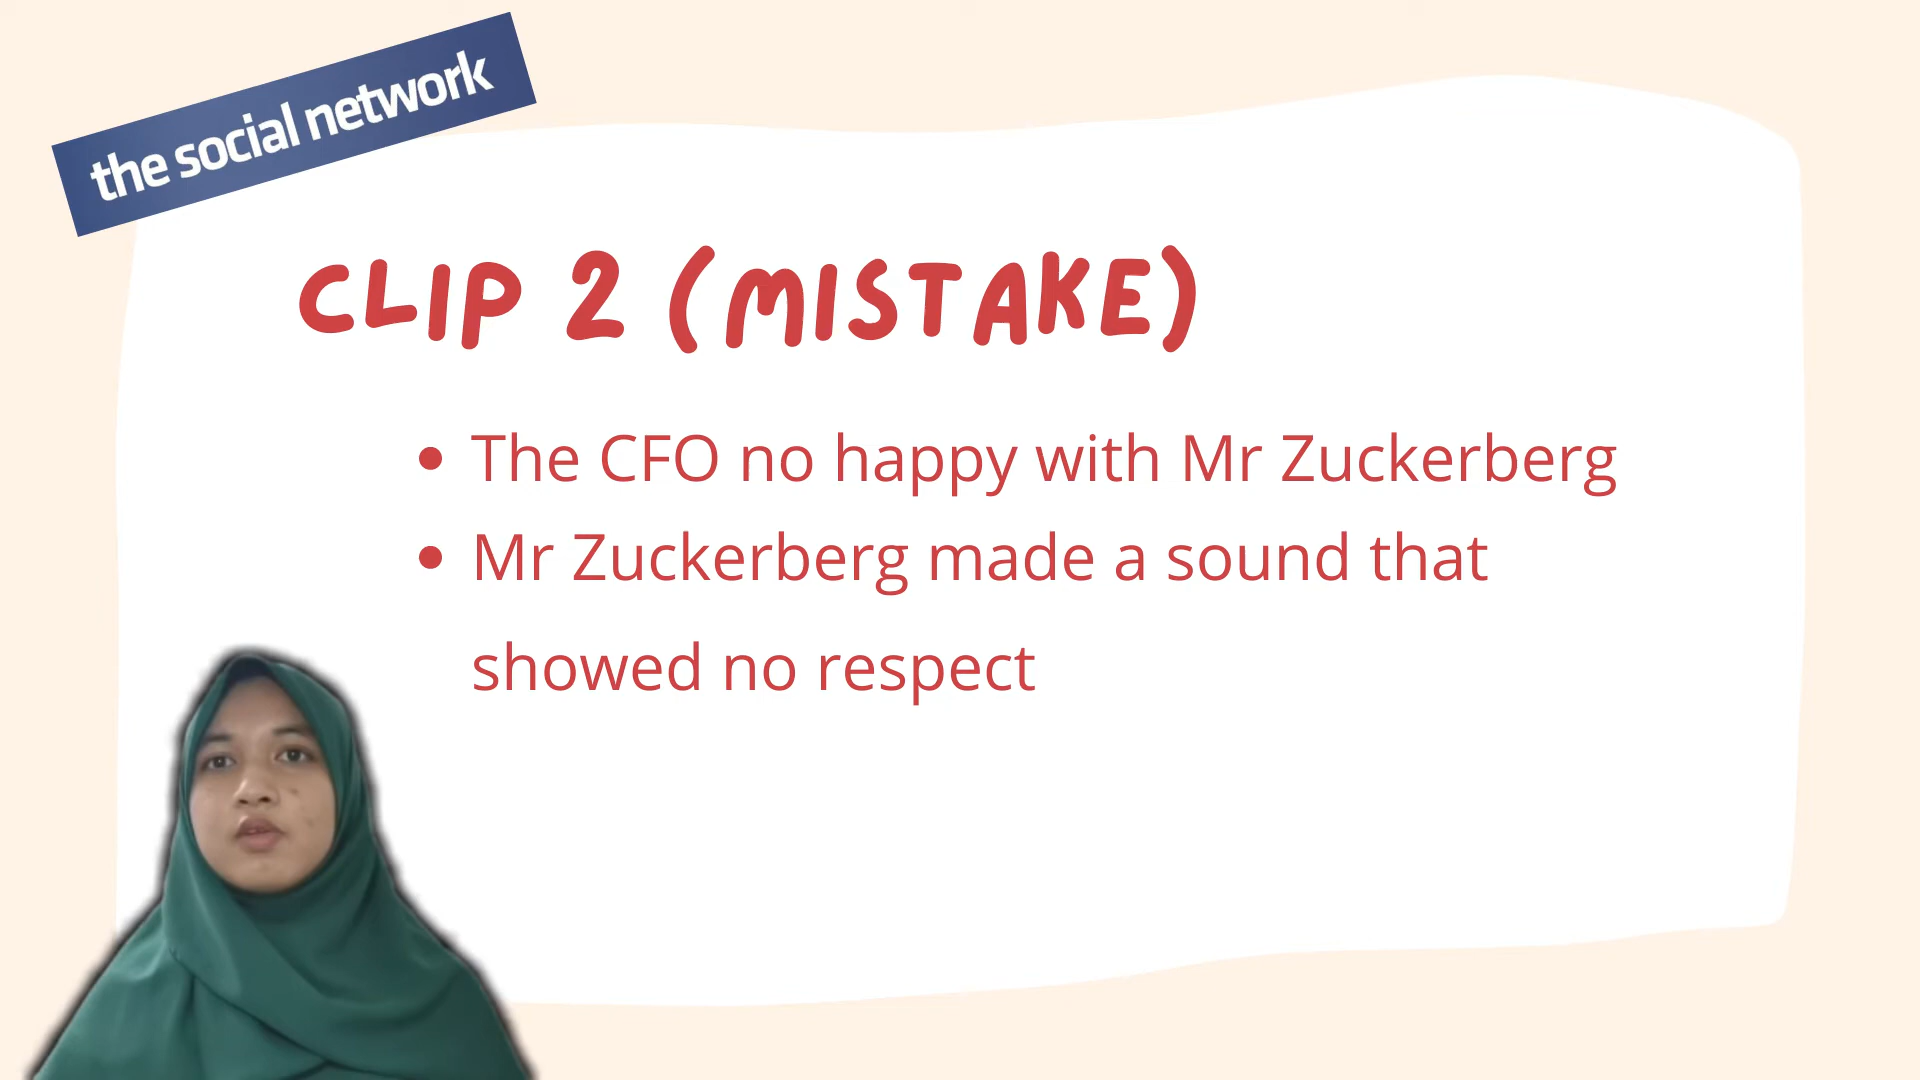 the social network
CLIP 2 (MISTAKE)
• The CFO no happy with Mr Zuckerberg
• Mr Zuckerberg made a sound that
showed no respect